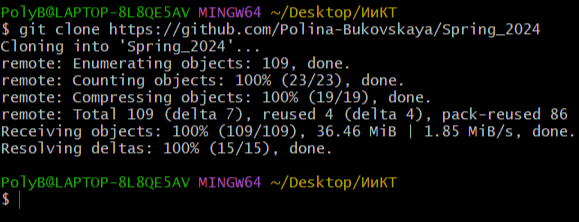 PolyB@LAPTOP-8L8QE5AV MINGW64 ~/Desktop/ИиКТ
$ git clone https://github.com/Polina-Bukovskaya/Spring_2024
Cloning into 'Spring_2024'...
remote: Enumerating objects: 109, done.
remote: Counting objects: 100% (23/23), done.
remote: Compressing objects: 100% (19/19), done.
remote: Total 109 (delta 7), reused 4 (delta 4), pack-reused 86
Receiving objects: 100% (109/109), 36.46 MiB | 1.85 MiB/s, done.
Resolving deltas: 100% (15/15), done.
PolyB@LAPTOP-8L8QE5AV MINGW64 ~/Desktop/ИиКТ
$